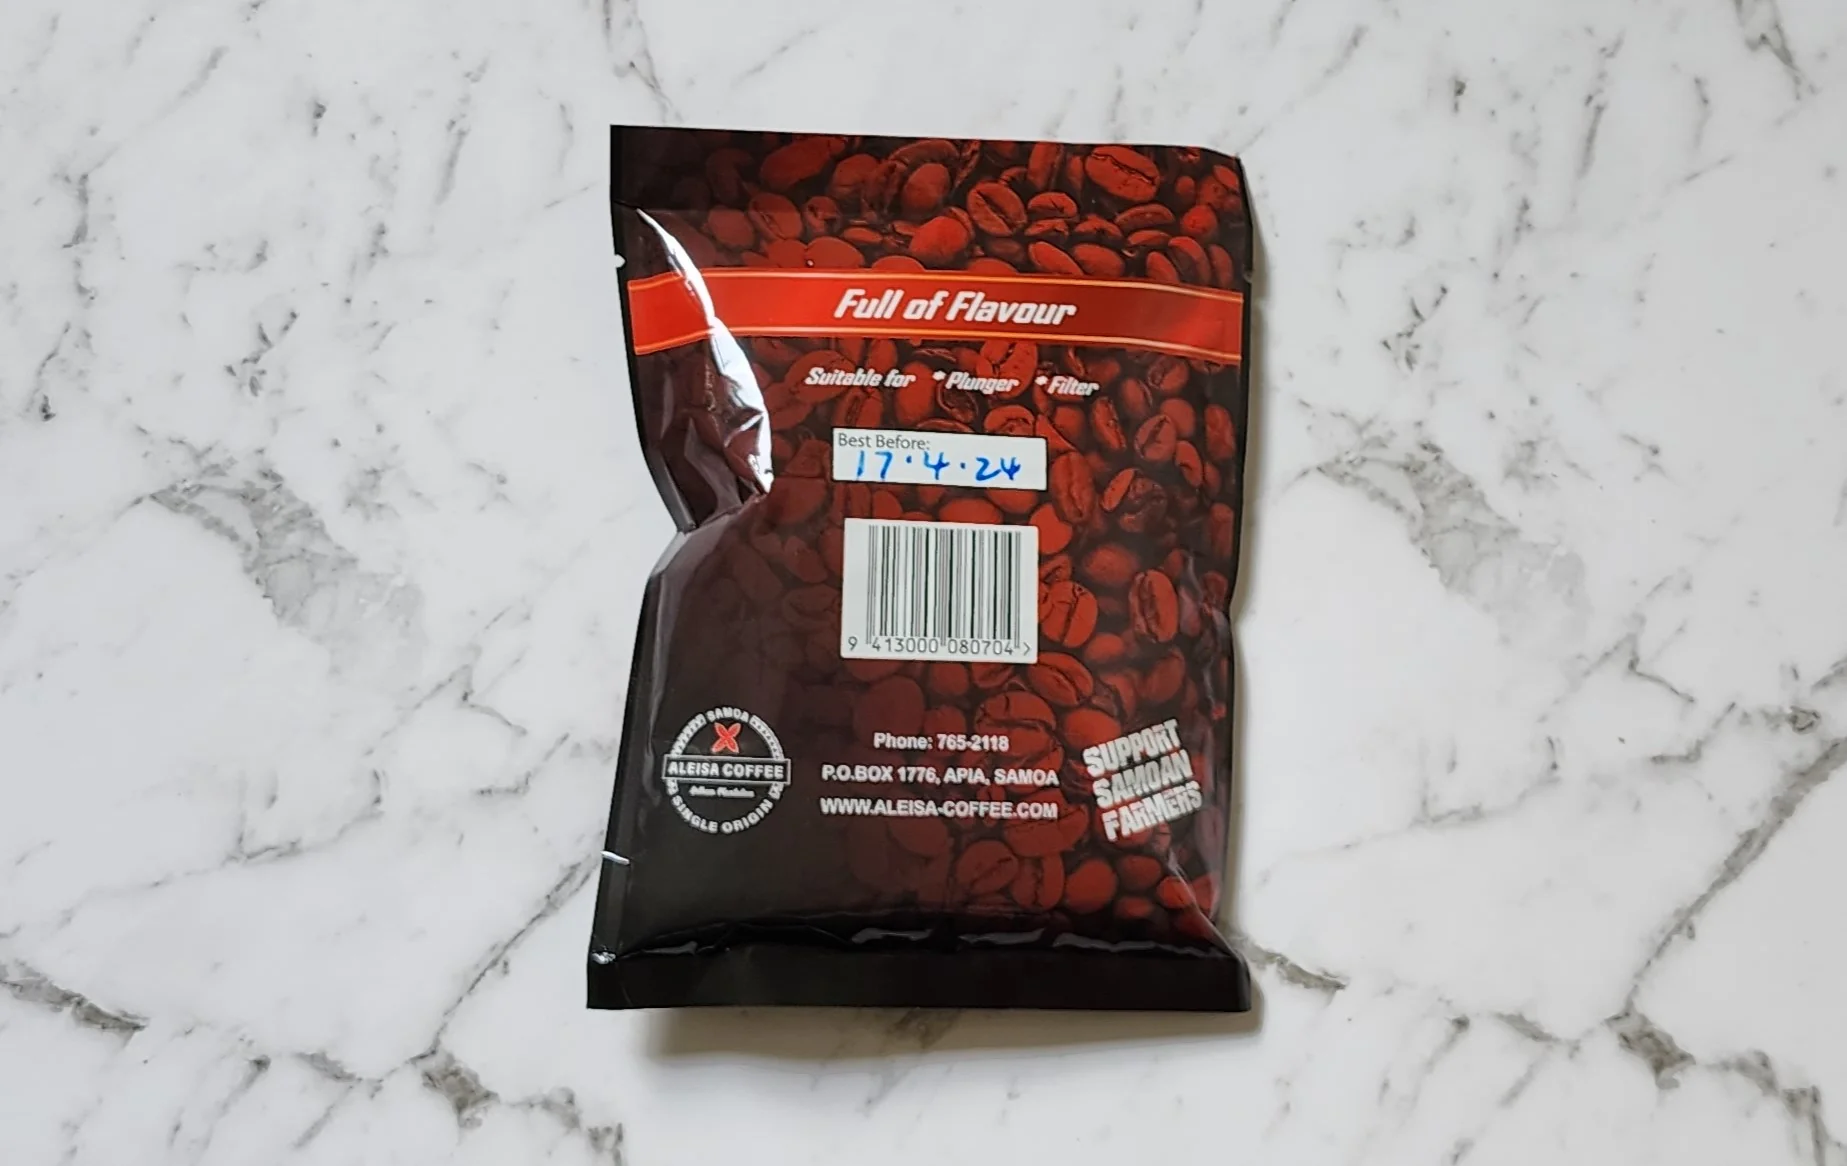 Full of Flavour
Suitable for * Plunger * Filter
Best Before:
17.4.24
9 413000 080704 >
SAMOA
ALEISA COFFEE
SINGLE ORIGIN
Phone: 765-2118
P.O.BOX 1776, APIA, SAMOA
WWW.ALEISA-COFFEE.COM
SUPPORT
SAMOAN
FARMERS